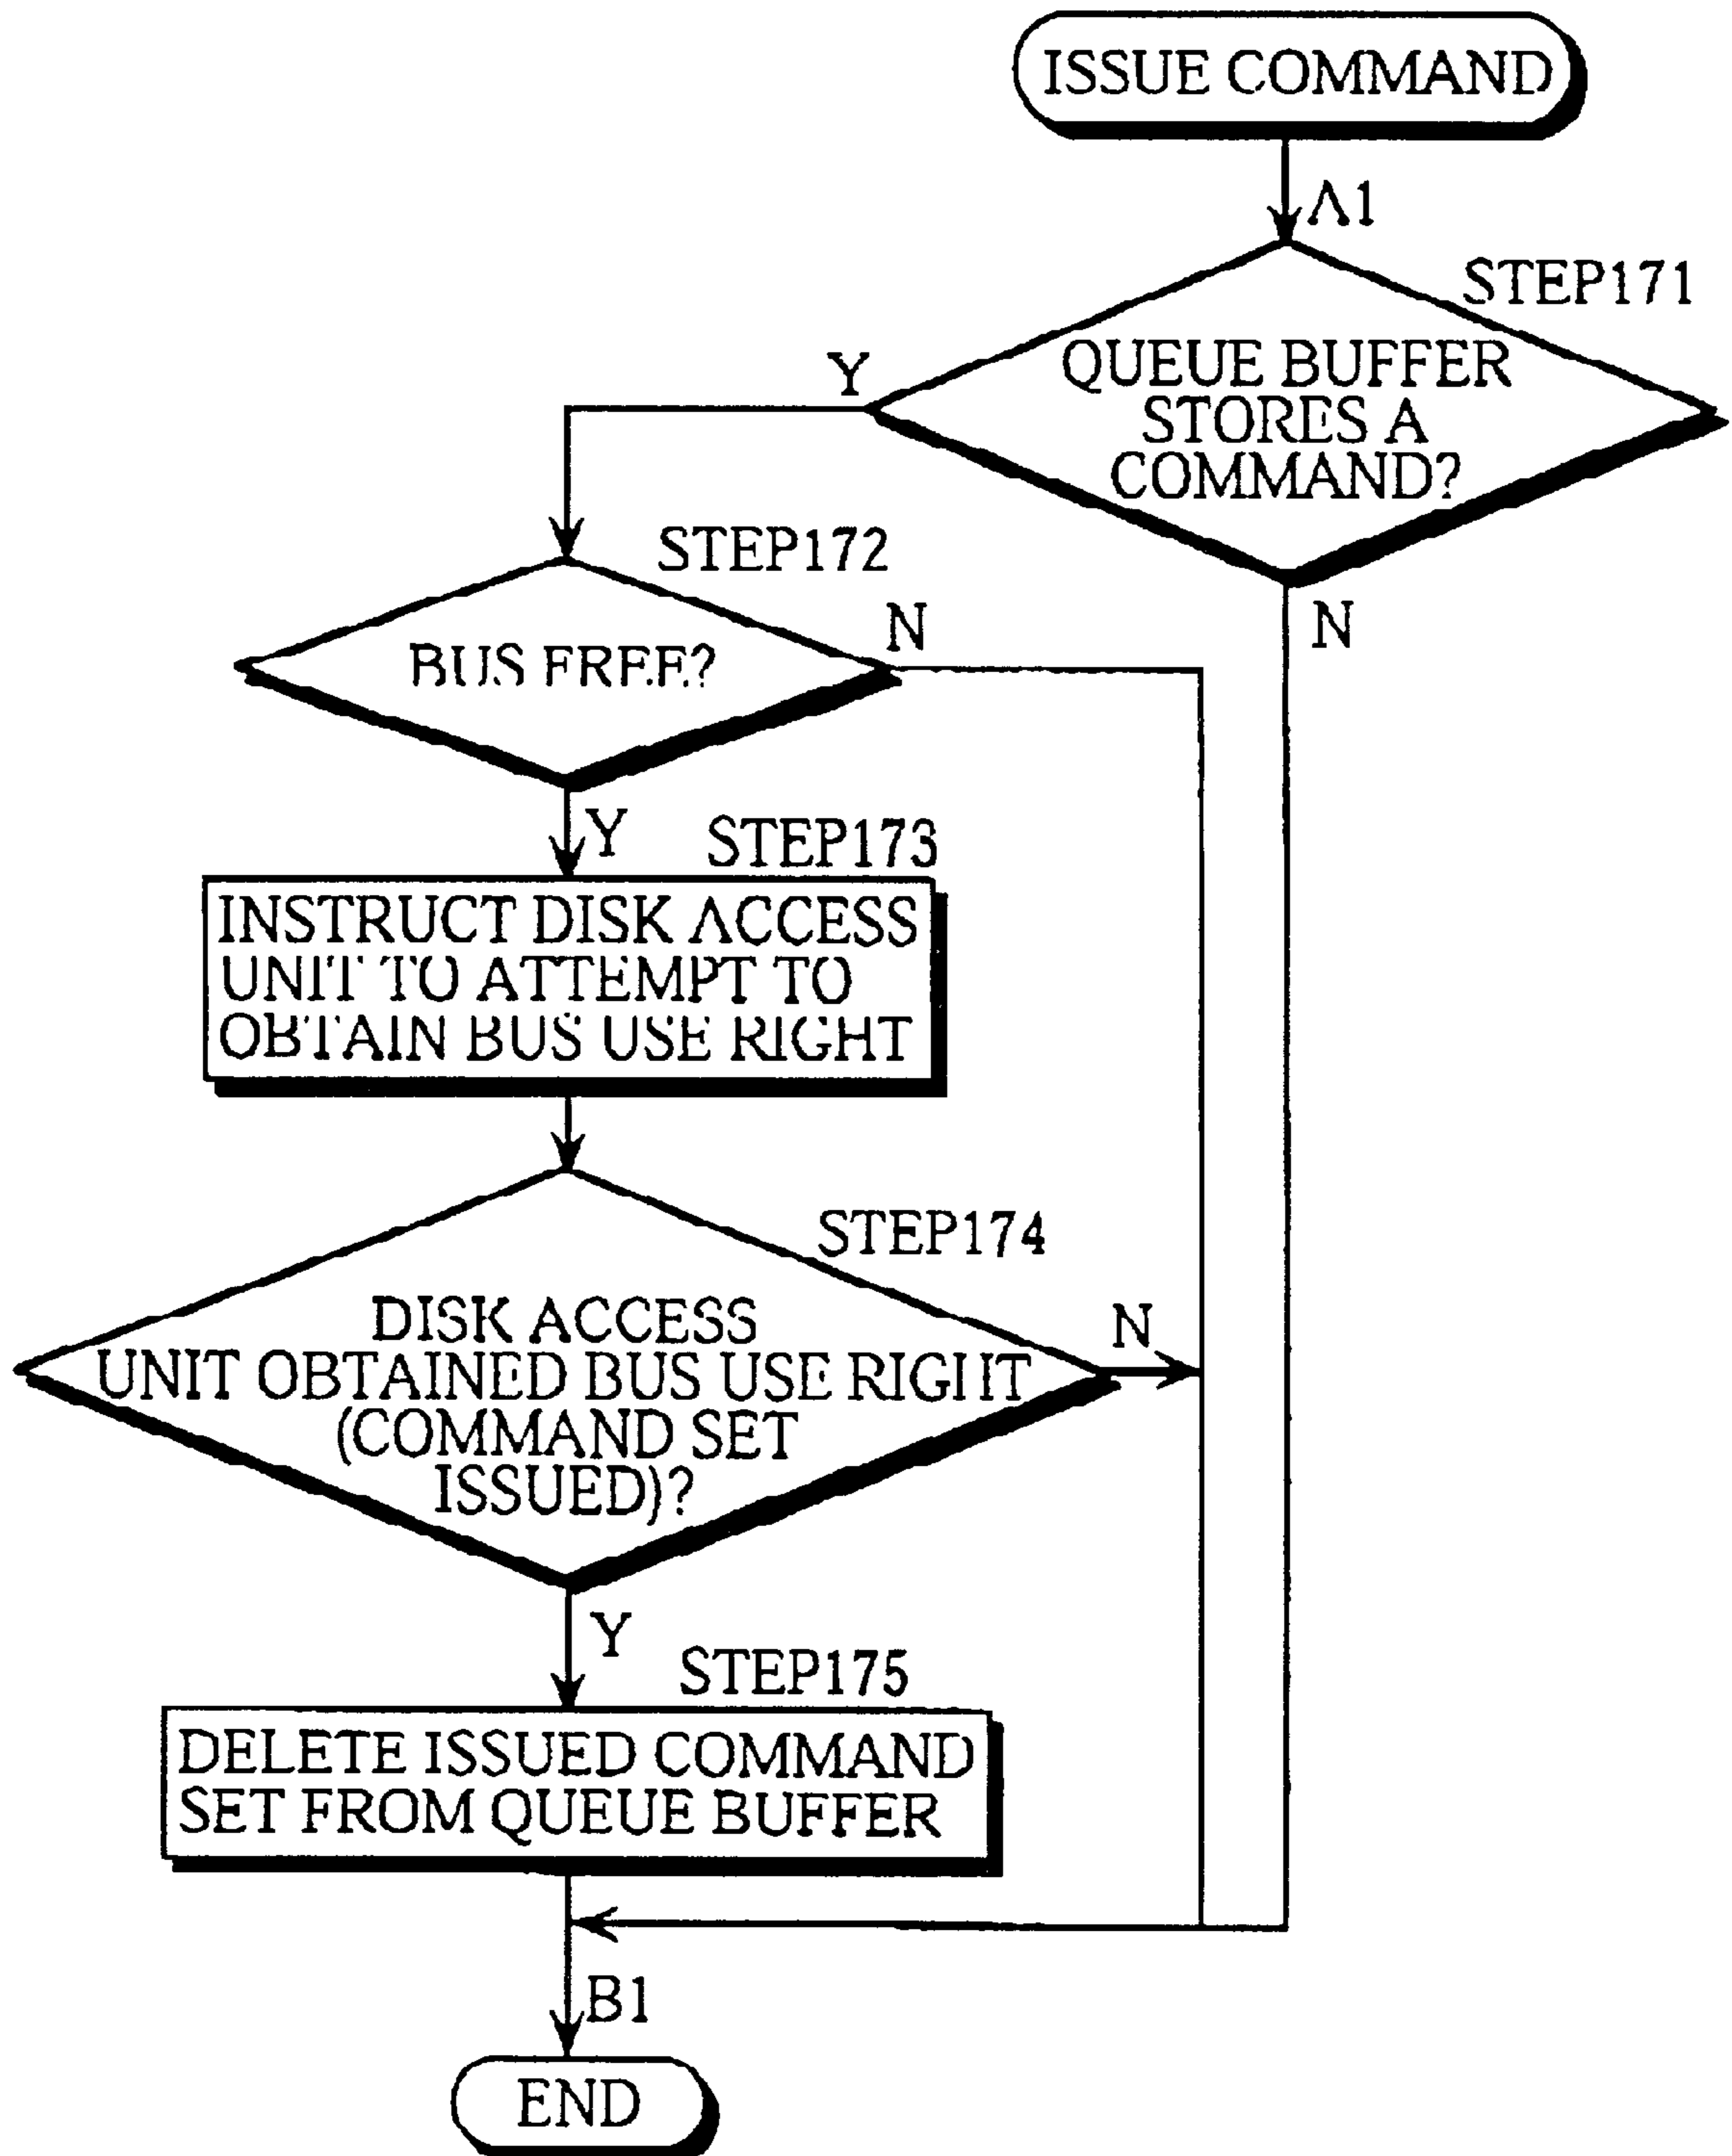 ISSUE COMMAND
A1
STEP171
QUEUE BUFFER
STORES A
COMMAND?
Y
N
STEP172
BUS FREE?
N
Y
STEP173
INSTRUCT DISK ACCESS
UNIT TO ATTEMPT TO
OBTAIN BUS USE RIGHT
STEP174
DISK ACCESS
UNIT OBTAINED BUS USE RIGHT
(COMMAND SET
ISSUED)?
N
Y
STEP175
DELETE ISSUED COMMAND
SET FROM QUEUE BUFFER
B1
END